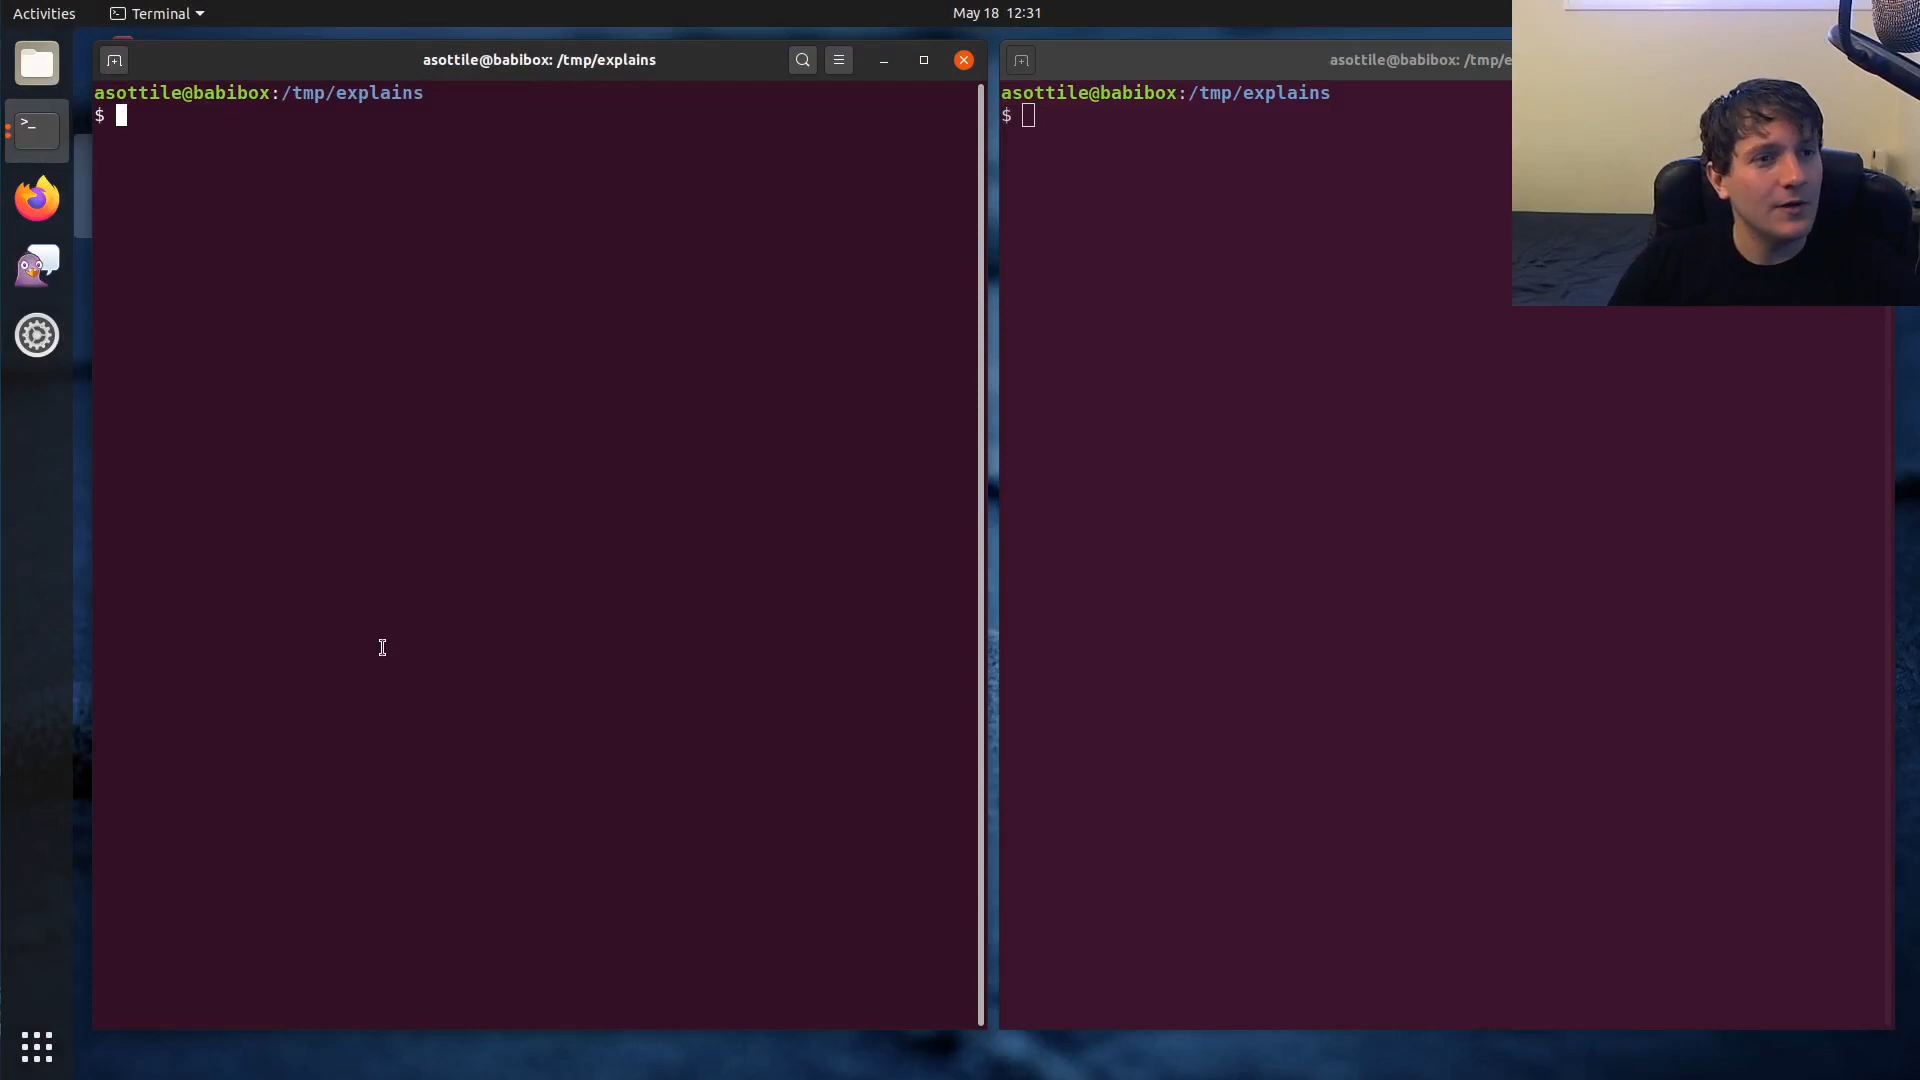 Activities
Terminal
May 18 12:31
asottile@babibox: /tmp/explains
asottile@babibox:/tmp/explains
$
asottile@babibox: /tmp/e
asottile@babibox:/tmp/explains
$